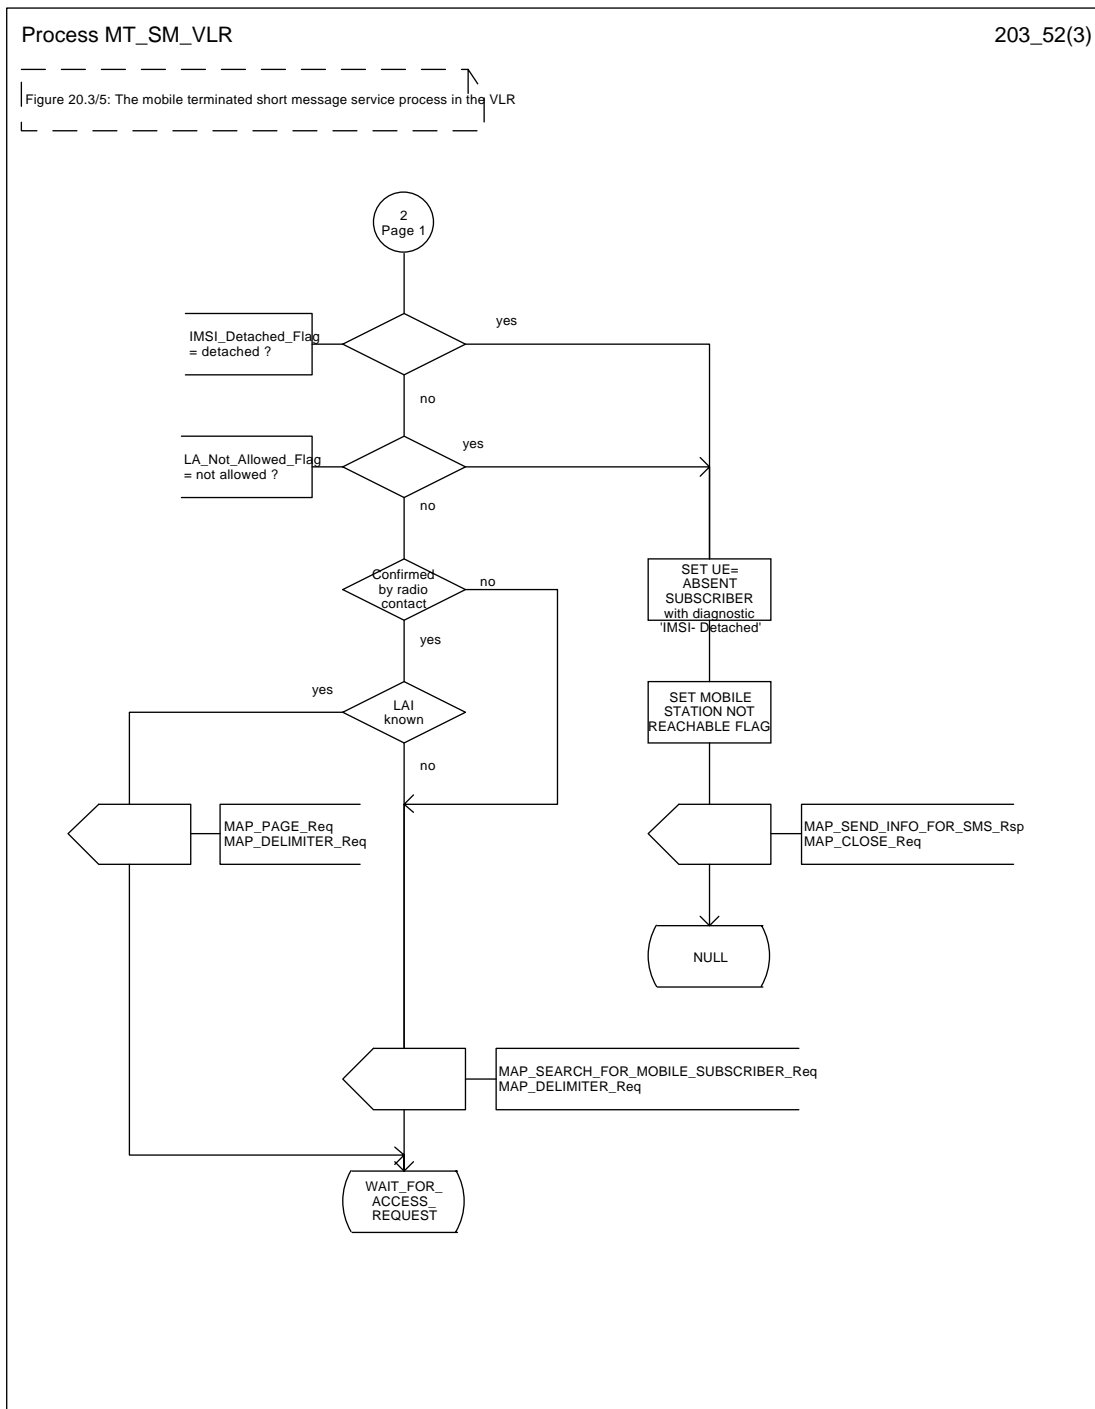 Process MT_SM_VLR
203_52(3)
Figure 20.3/5: The mobile terminated short message service process in the VLR
2
Page 1
IMSI_Detached_Flag
= detached ?
yes
no
LA_Not_Allowed_Flag
= not allowed ?
yes
no
Confirmed
by radio
contact
no
yes
SET UE=
ABSENT
SUBSCRIBER
with diagnostic
'IMSI- Detached'
yes
LAI
known
no
SET MOBILE
STATION NOT
REACHABLE FLAG
MAP_PAGE_Req
MAP_DELIMITER_Req
MAP_SEND_INFO_FOR_SMS_Rsp
MAP_CLOSE_Req
NULL
MAP_SEARCH_FOR_MOBILE_SUBSCRIBER_Req
MAP_DELIMITER_Req
WAIT_FOR_
ACCESS_
REQUEST